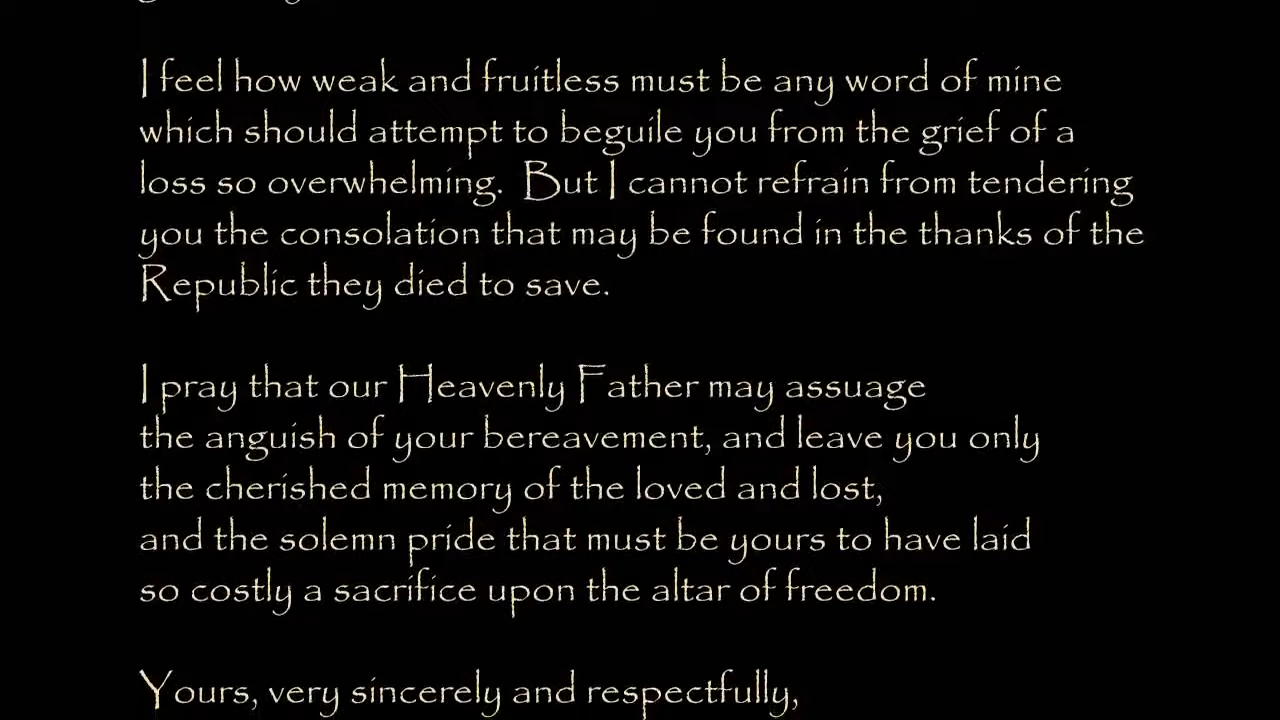 I feel how weak and fruitless must be any word of mine
which should attempt to beguile you from the grief of a
loss so overwhelming.  But I cannot refrain from tendering
you the consolation that may be found in the thanks of the
Republic they died to save.
I pray that our Heavenly Father may assuage
the anguish of your bereavement, and leave you only
the cherished memory of the loved and lost,
and the solemn pride that must be yours to have laid
so costly a sacrifice upon the altar of freedom.
Yours, very sincerely and respectfully,